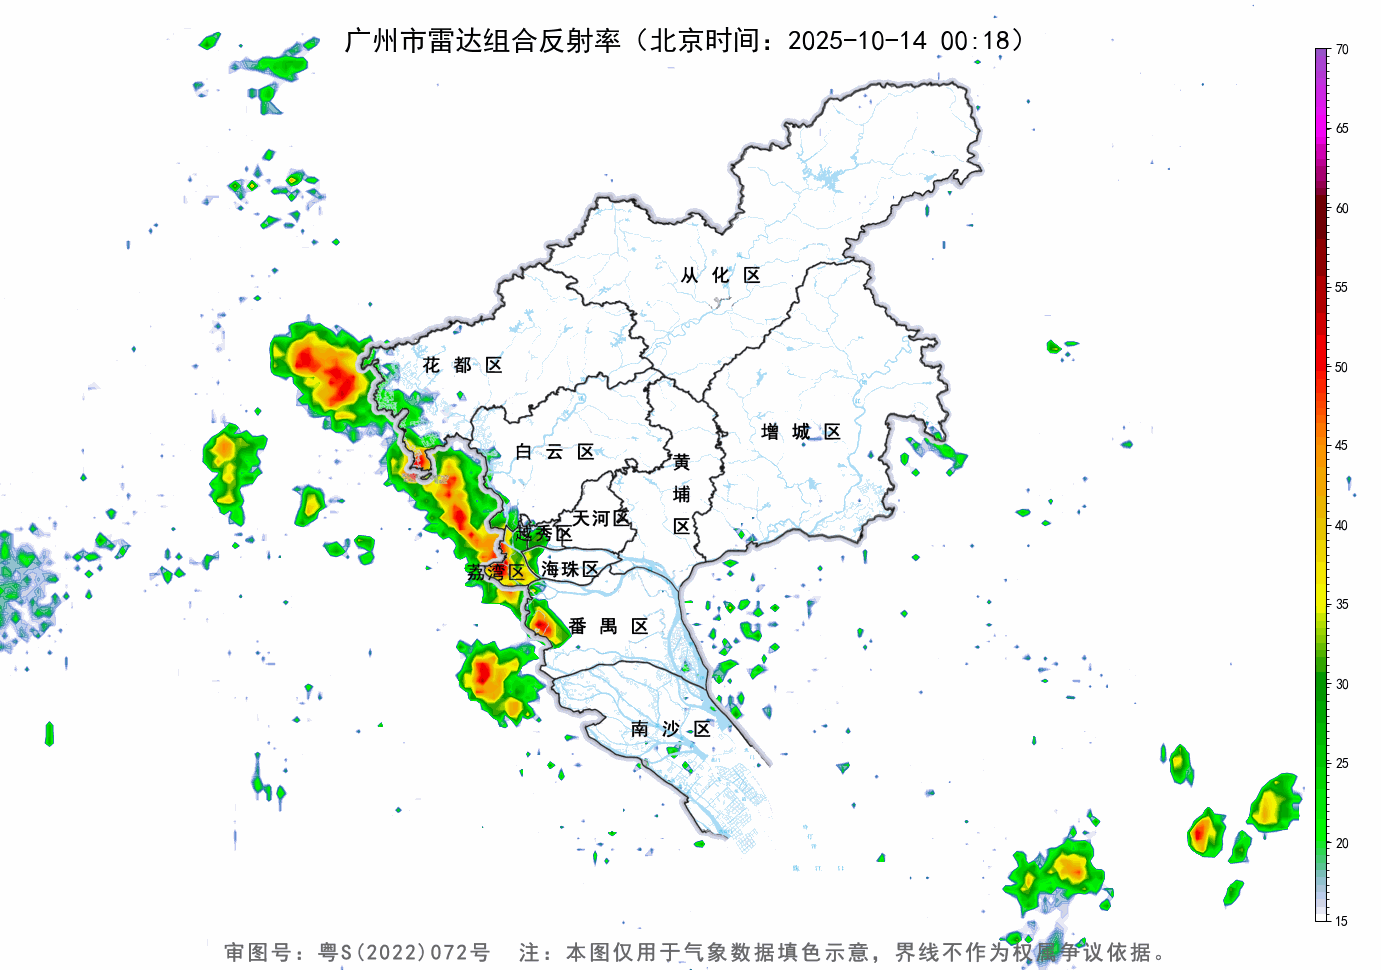 广州市雷达组合反射率（北京时间：2025-10-14 00:18）
70
65
60
55
50
45
40
35
30
25
20
15
从化区
花都区
增城区
白云区
黄埔区
天河区
越秀区
荔湾区
海珠区
番禺区
南沙区
审图号：粤S(2022)072号 注：本图仅用于气象数据填色示意，界线不作为权属争议依据。